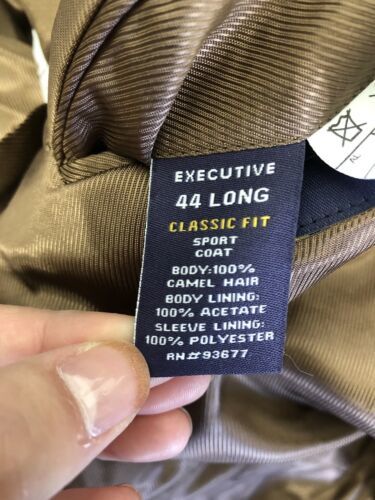 EXECUTIVE
44 LONG
CLASSIC FIT
SPORT
COAT
BODY:100%
CAMEL HAIR
BODY LINING:
100% ACETATE
SLEEVE LINING:
100% POLYESTER
RN#93677